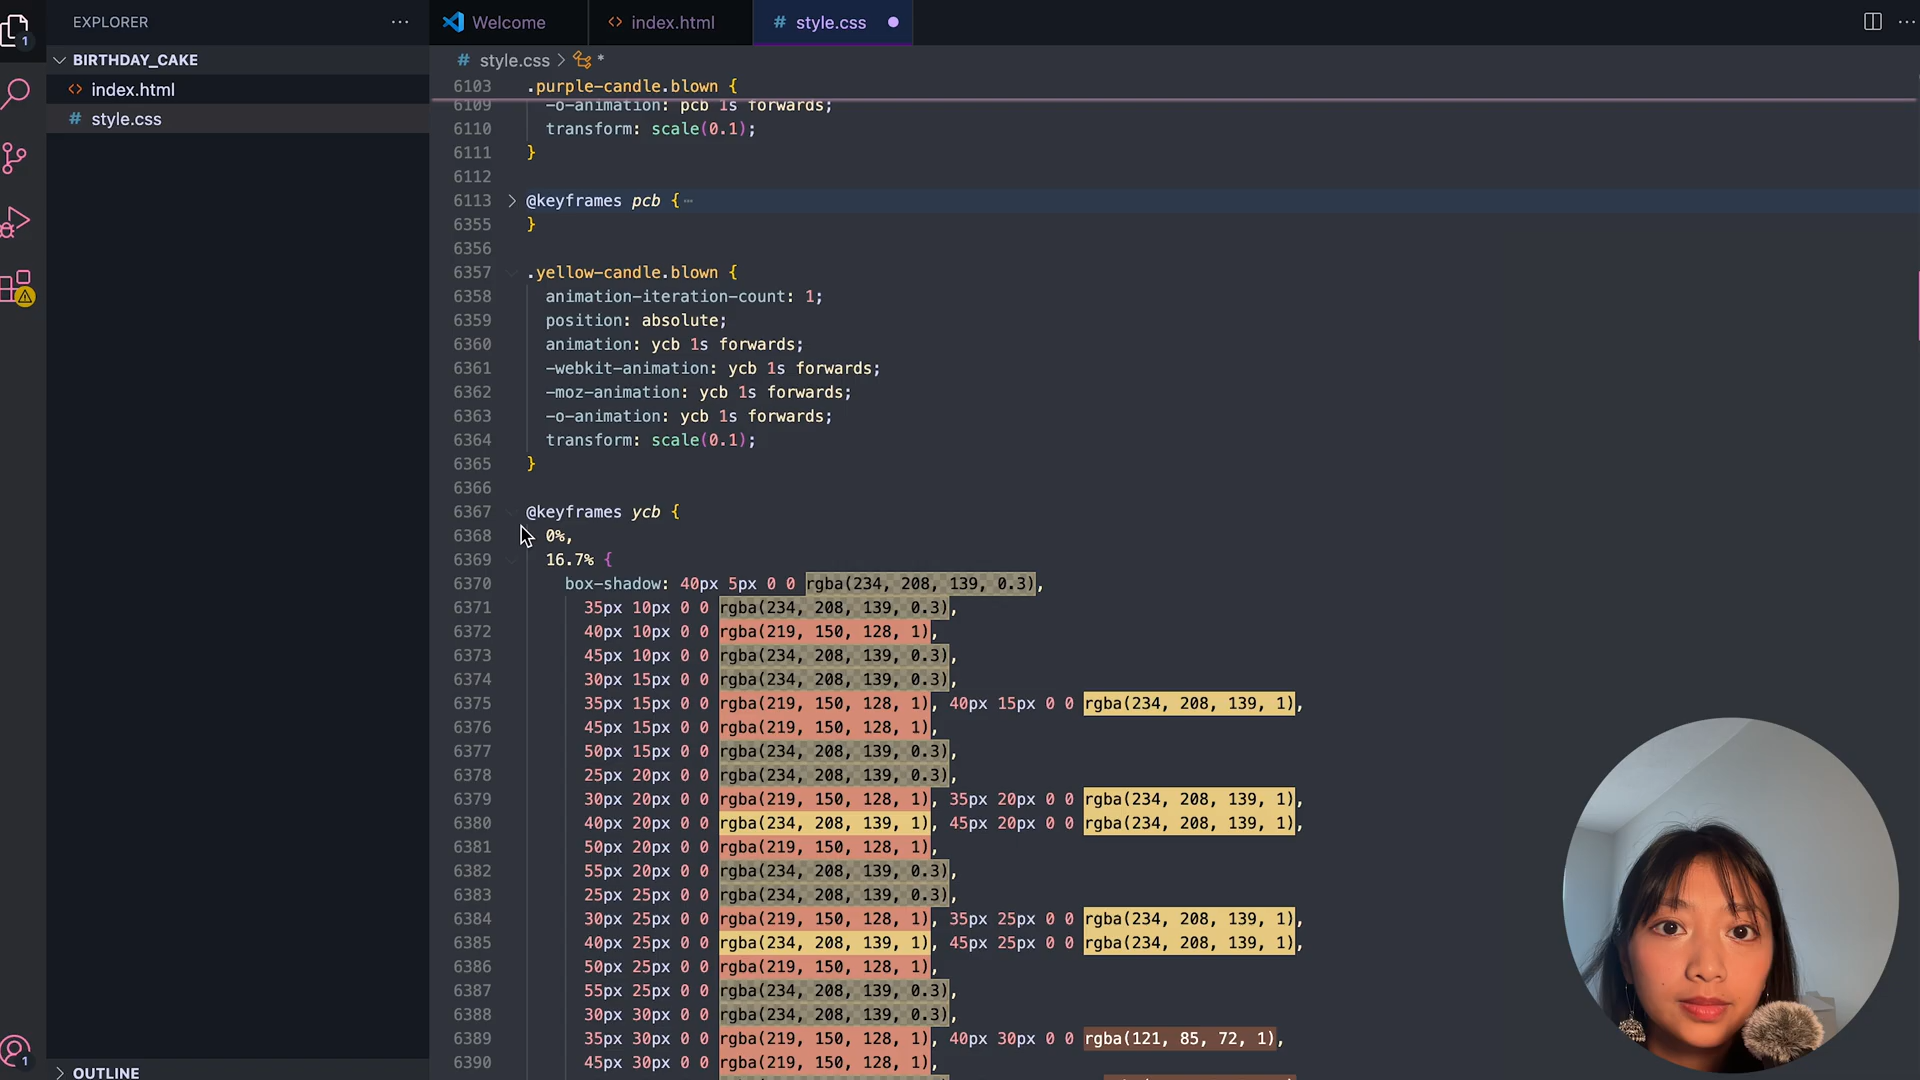 EXPLORER ...
Welcome
index.html
# style.css
1
BIRTHDAY_CAKE
index.html
# style.css
# style.css > *
6103 .purple-candle.blown {
6109 -o-animation: pcb 1s forwards;
6110 transform: scale(0.1);
6111 }
6112
6113 @keyframes pcb { ...
6355 }
6356
6357 .yellow-candle.blown {
6358 animation-iteration-count: 1;
6359 position: absolute;
6360 animation: ycb 1s forwards;
6361 -webkit-animation: ycb 1s forwards;
6362 -moz-animation: ycb 1s forwards;
6363 -o-animation: ycb 1s forwards;
6364 transform: scale(0.1);
6365 }
6366
6367 @keyframes ycb {
6368 0%,
6369 16.7% {
6370 box-shadow: 40px 5px 0 0 rgba(234, 208, 139, 0.3),
6371 35px 10px 0 0 rgba(234, 208, 139, 0.3),
6372 40px 10px 0 0 rgba(219, 150, 128, 1),
6373 45px 10px 0 0 rgba(234, 208, 139, 0.3),
6374 30px 15px 0 0 rgba(234, 208, 139, 0.3),
6375 35px 15px 0 0 rgba(219, 150, 128, 1), 40px 15px 0 0 rgba(234, 208, 139, 1),
6376 45px 15px 0 0 rgba(219, 150, 128, 1),
6377 50px 15px 0 0 rgba(234, 208, 139, 0.3),
6378 25px 20px 0 0 rgba(234, 208, 139, 0.3),
6379 30px 20px 0 0 rgba(219, 150, 128, 1), 35px 20px 0 0 rgba(234, 208, 139, 1),
6380 40px 20px 0 0 rgba(234, 208, 139, 1), 45px 20px 0 0 rgba(234, 208, 139, 1),
6381 50px 20px 0 0 rgba(219, 150, 128, 1),
6382 55px 20px 0 0 rgba(234, 208, 139, 0.3),
6383 25px 25px 0 0 rgba(234, 208, 139, 0.3),
6384 30px 25px 0 0 rgba(219, 150, 128, 1), 35px 25px 0 0 rgba(234, 208, 139, 1),
6385 40px 25px 0 0 rgba(234, 208, 139, 1), 45px 25px 0 0 rgba(234, 208, 139, 1),
6386 50px 25px 0 0 rgba(219, 150, 128, 1),
6387 55px 25px 0 0 rgba(234, 208, 139, 0.3),
6388 30px 30px 0 0 rgba(234, 208, 139, 0.3),
6389 35px 30px 0 0 rgba(219, 150, 128, 1), 40px 30px 0 0 rgba(121, 85, 72, 1),
6390 45px 30px 0 0 rgba(219, 150, 128, 1),
1
OUTLINE